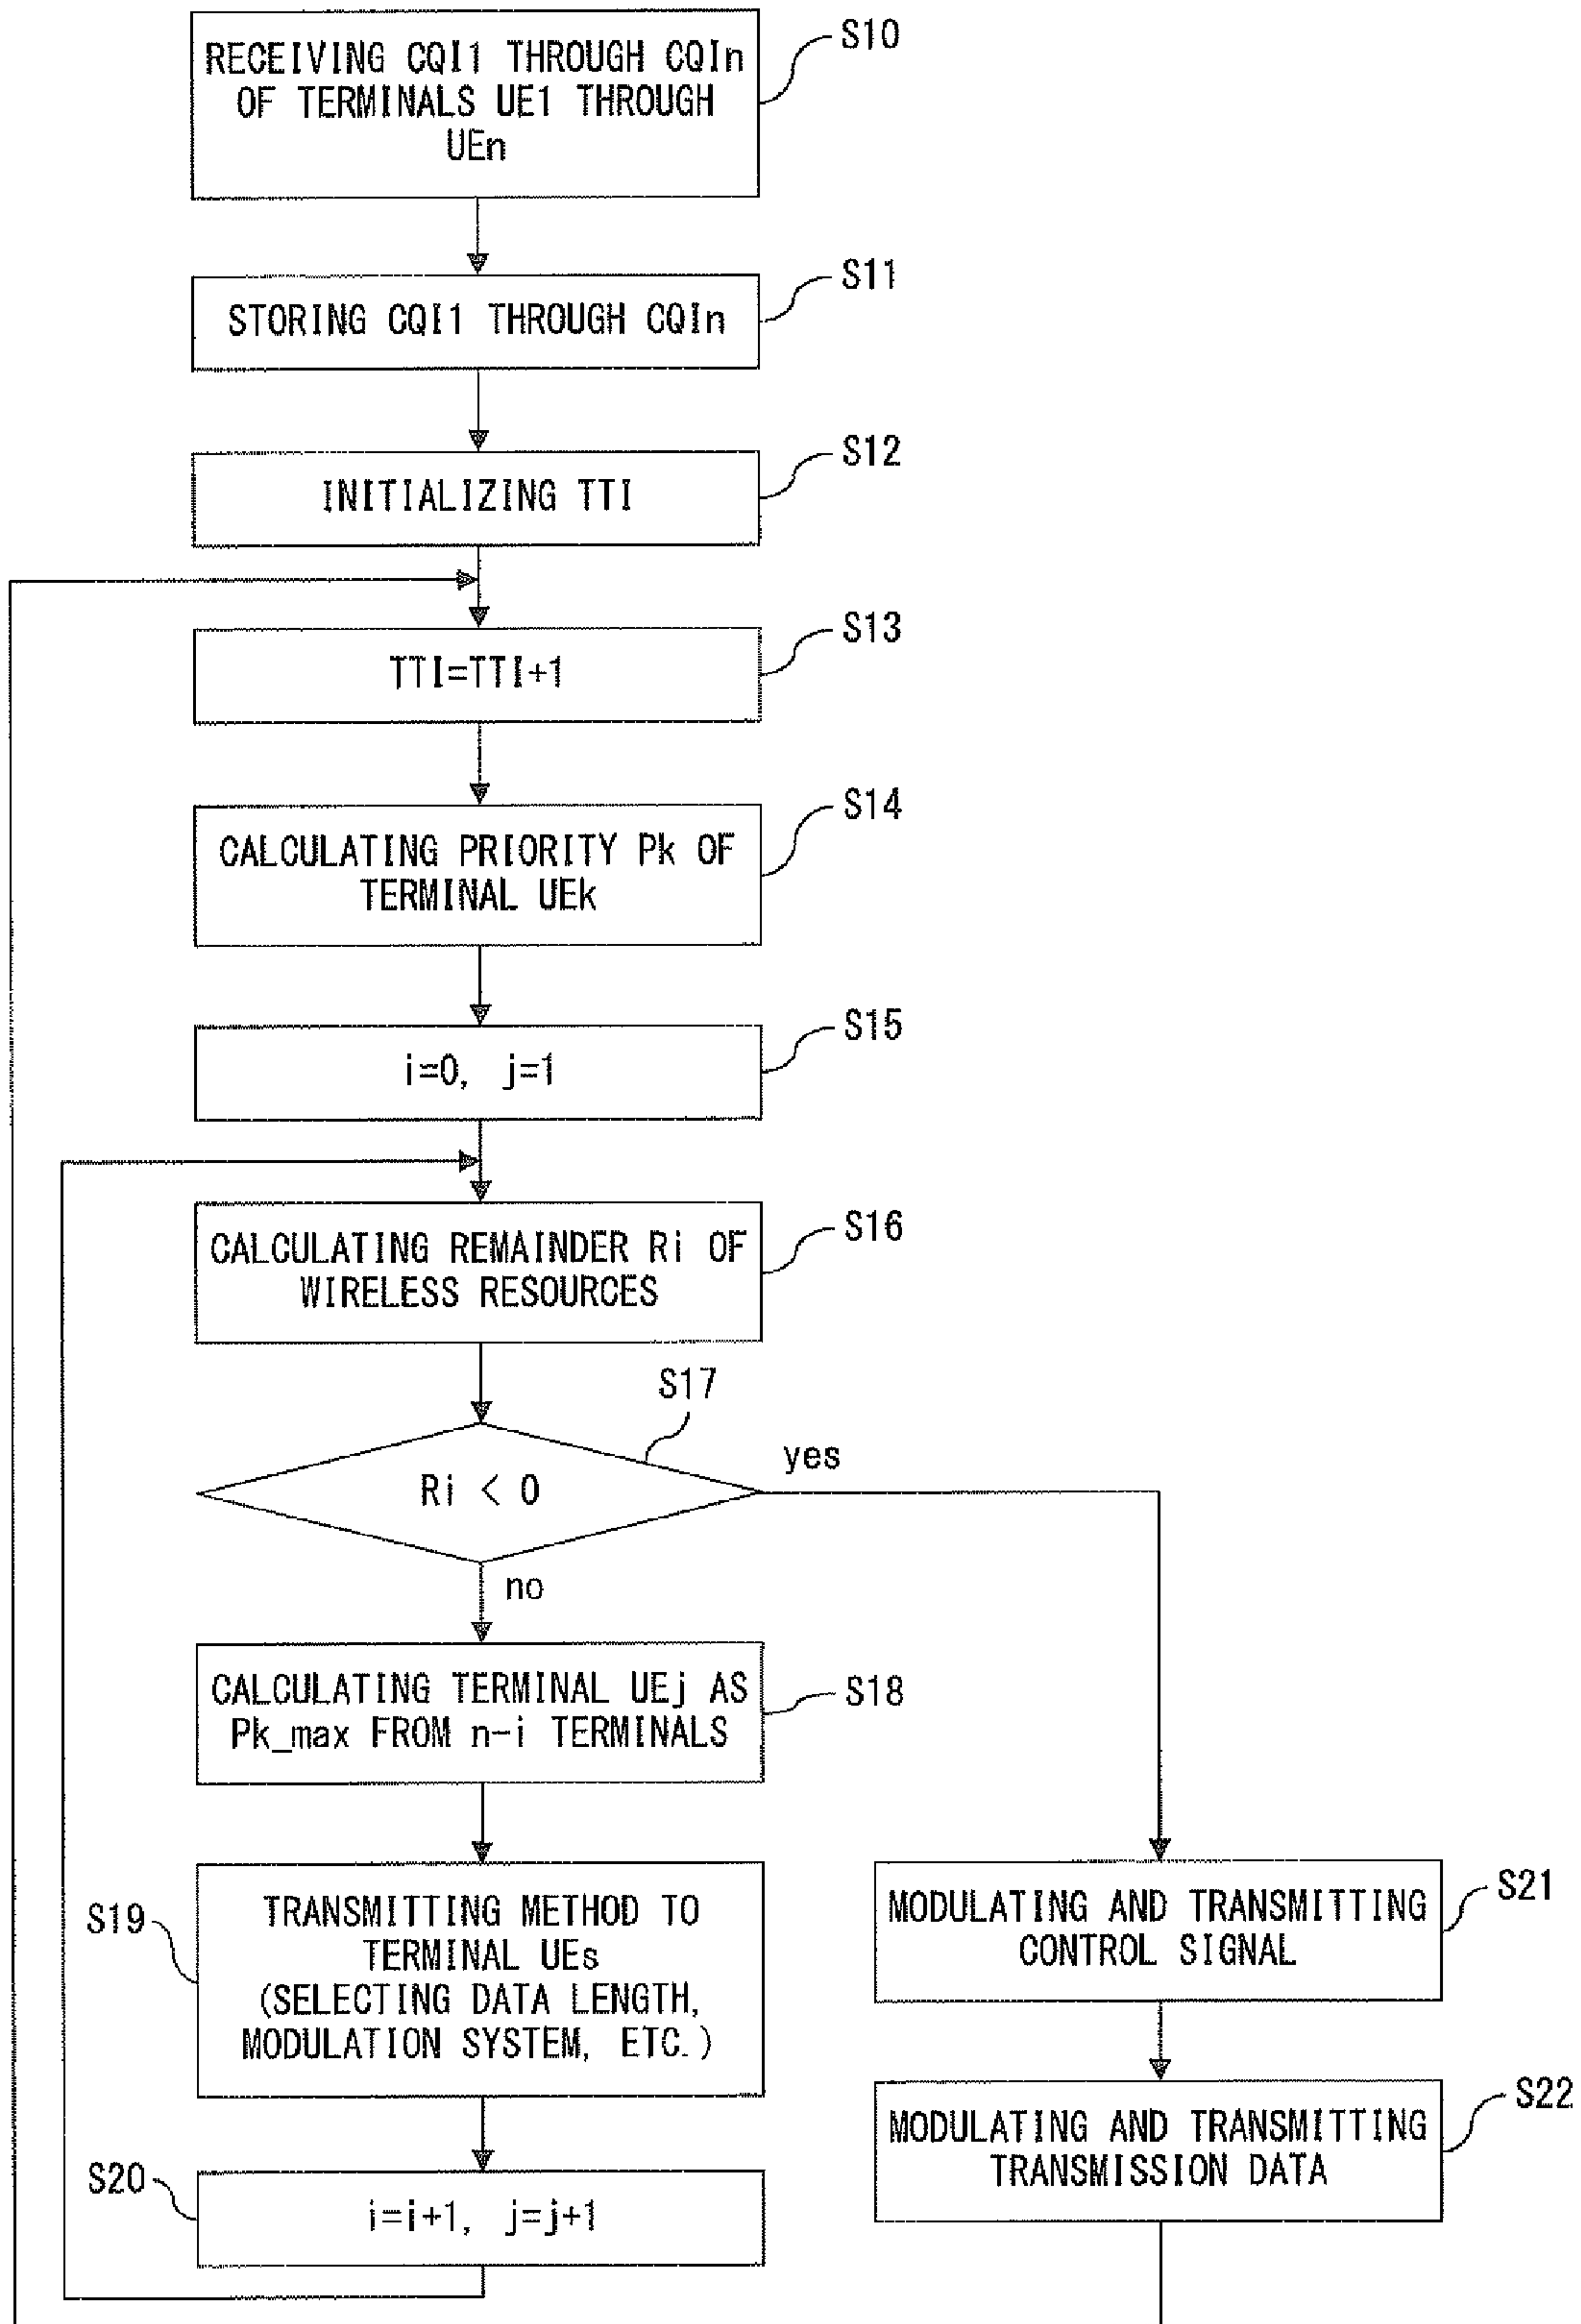 RECEIVING CQI1 THROUGH CQIn
OF TERMINALS UE1 THROUGH
UEn
S10
STORING CQI1 THROUGH CQIn
S11
INITIALIZING TTI
S12
TTI=TTI+1
S13
CALCULATING PRIORITY Pk OF
TERMINAL UEk
S14
i=0, j=1
S15
CALCULATING REMAINDER Ri OF
WIRELESS RESOURCES
S16
Ri < 0
S17
yes
no
CALCULATING TERMINAL UEj AS
Pk_max FROM n-i TERMINALS
S18
TRANSMITTING METHOD TO
TERMINAL UEs
(SELECTING DATA LENGTH,
MODULATION SYSTEM, ETC.)
S19
i=i+1, j=j+1
S20
MODULATING AND TRANSMITTING
CONTROL SIGNAL
S21
MODULATING AND TRANSMITTING
TRANSMISSION DATA
S22